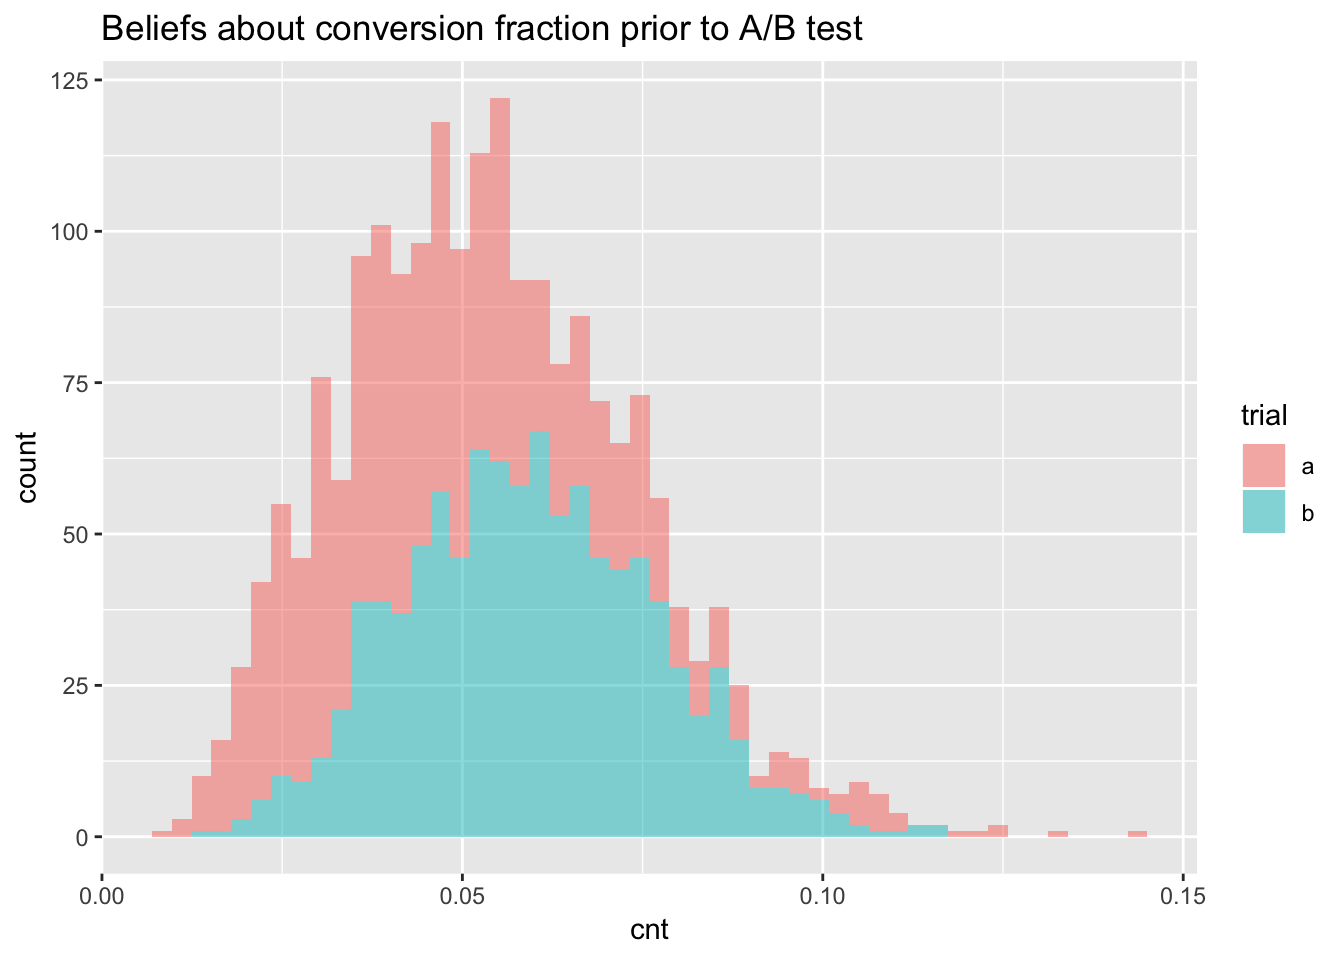 Beliefs about conversion fraction prior to A/B test
125
100
75
50
25
0
count
0.00 0.05 0.10 0.15
cnt
trial
a
b